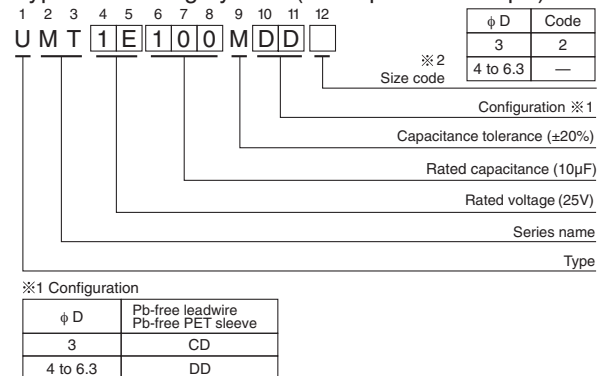 1 2 3 4 5 6 7 8 9 10 11 12
U M T 1 E 1 0 0 M D D
※2
Size code
φ D Code
3 2
4 to 6.3 —
Configuration ※1
Capacitance tolerance (±20%)
Rated capacitance (10µF)
Rated voltage (25V)
Series name
Type
※1 Configuration
φ D Pb-free leadwire
Pb-free PET sleeve
3 CD
4 to 6.3 DD